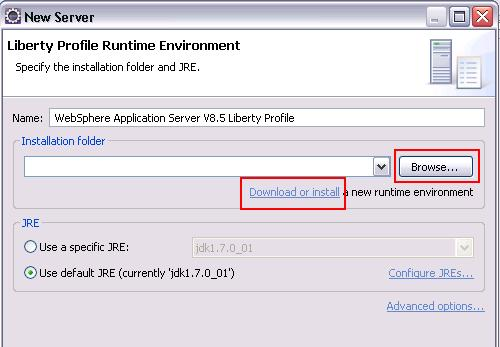 New Server
Liberty Profile Runtime Environment
Specify the installation folder and JRE.
Name: WebSphere Application Server V8.5 Liberty Profile
Installation folder
Browse...
Download or install a new runtime environment
JRE
Use a specific JRE: jdk1.7.0_01
Use default JRE (currently 'jdk1.7.0_01') Configure JREs...
Advanced options...